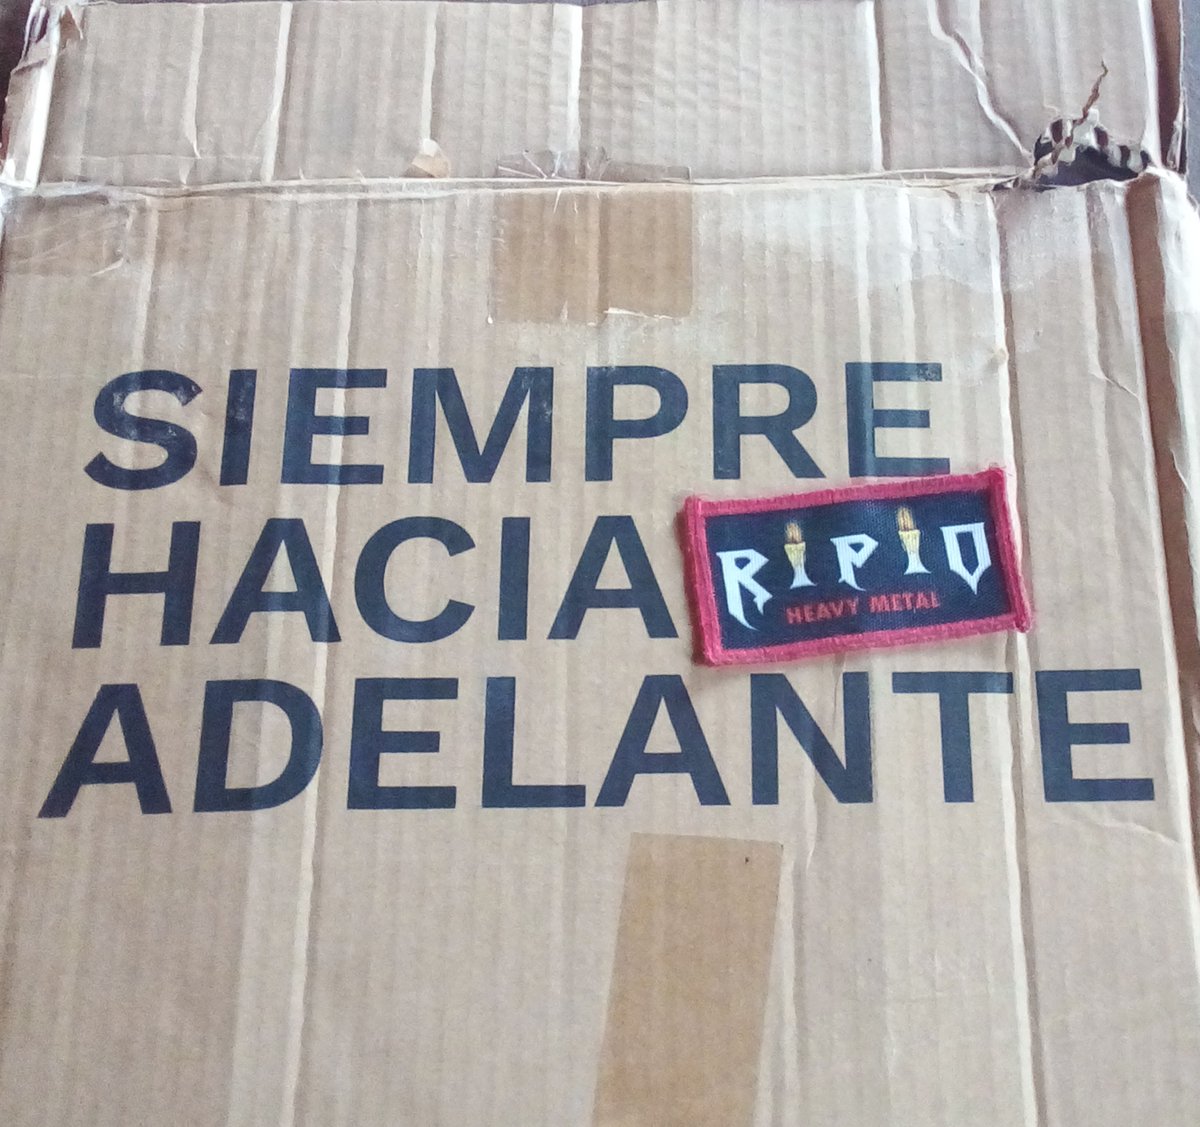 SIEMPRE
HACIA
RIPIO
HEAVY METAL
ADELANTE